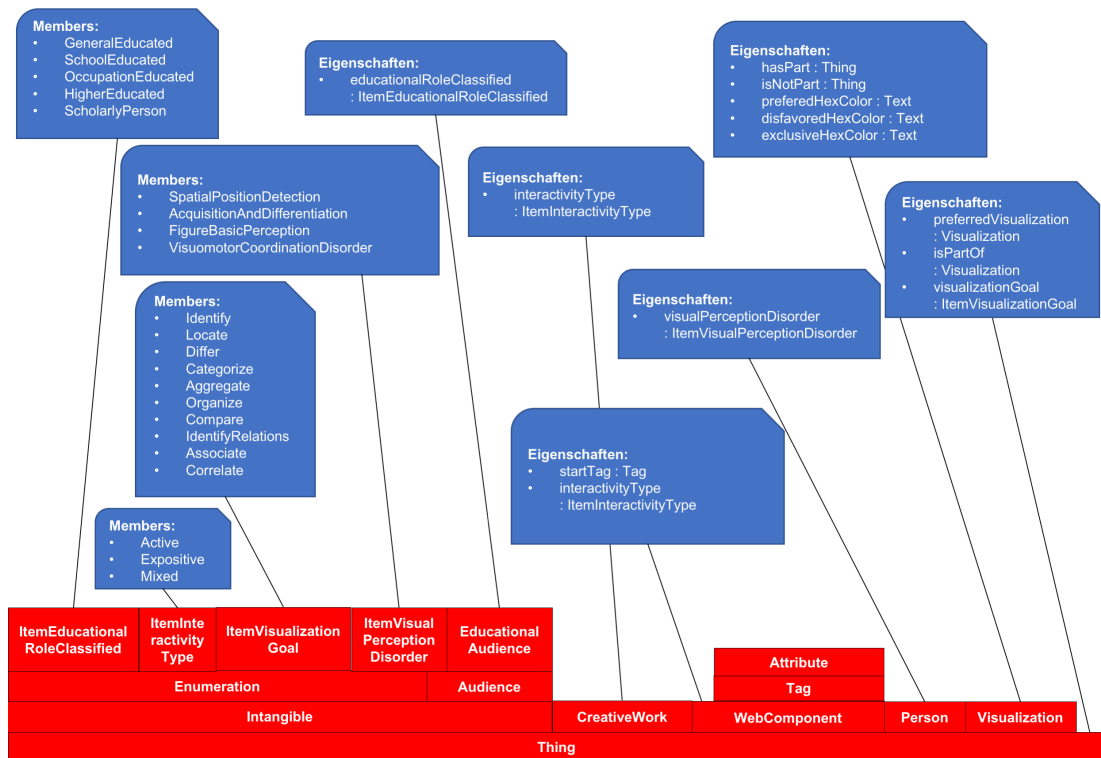 Members:
• GeneralEducated
• SchoolEducated
• OccupationEducated
• HigherEducated
• ScholarlyPerson
Eigenschaften:
• educationalRoleClassified
: ItemEducationalRoleClassified
Eigenschaften:
• hasPart : Thing
• isNotPart : Thing
• preferedHexColor : Text
• disfavoredHexColor : Text
• exclusiveHexColor : Text
Members:
• SpatialPositionDetection
• AcquisitionAndDifferentiation
• FigureBasicPerception
• VisuomotorCoordinationDisorder
Eigenschaften:
• interactivityType
: ItemInteractivityType
Eigenschaften:
• preferredVisualization
: Visualization
• isPartOf
: Visualization
• visualizationGoal
: ItemVisualizationGoal
Members:
• Identify
• Locate
• Differ
• Categorize
• Aggregate
• Organize
• Compare
• IdentifyRelations
• Associate
• Correlate
Eigenschaften:
• visualPerceptionDisorder
: ItemVisualPerceptionDisorder
Eigenschaften:
• startTag : Tag
• interactivityType
: ItemInteractivityType
Members:
• Active
• Expositive
• Mixed
ItemEducational
RoleClassified
ItemInte
ractivity
Type
ItemVisualization
Goal
ItemVisual
Perception
Disorder
Educational
Audience
Attribute
Enumeration
Audience
Tag
Intangible
CreativeWork
WebComponent
Person
Visualization
Thing